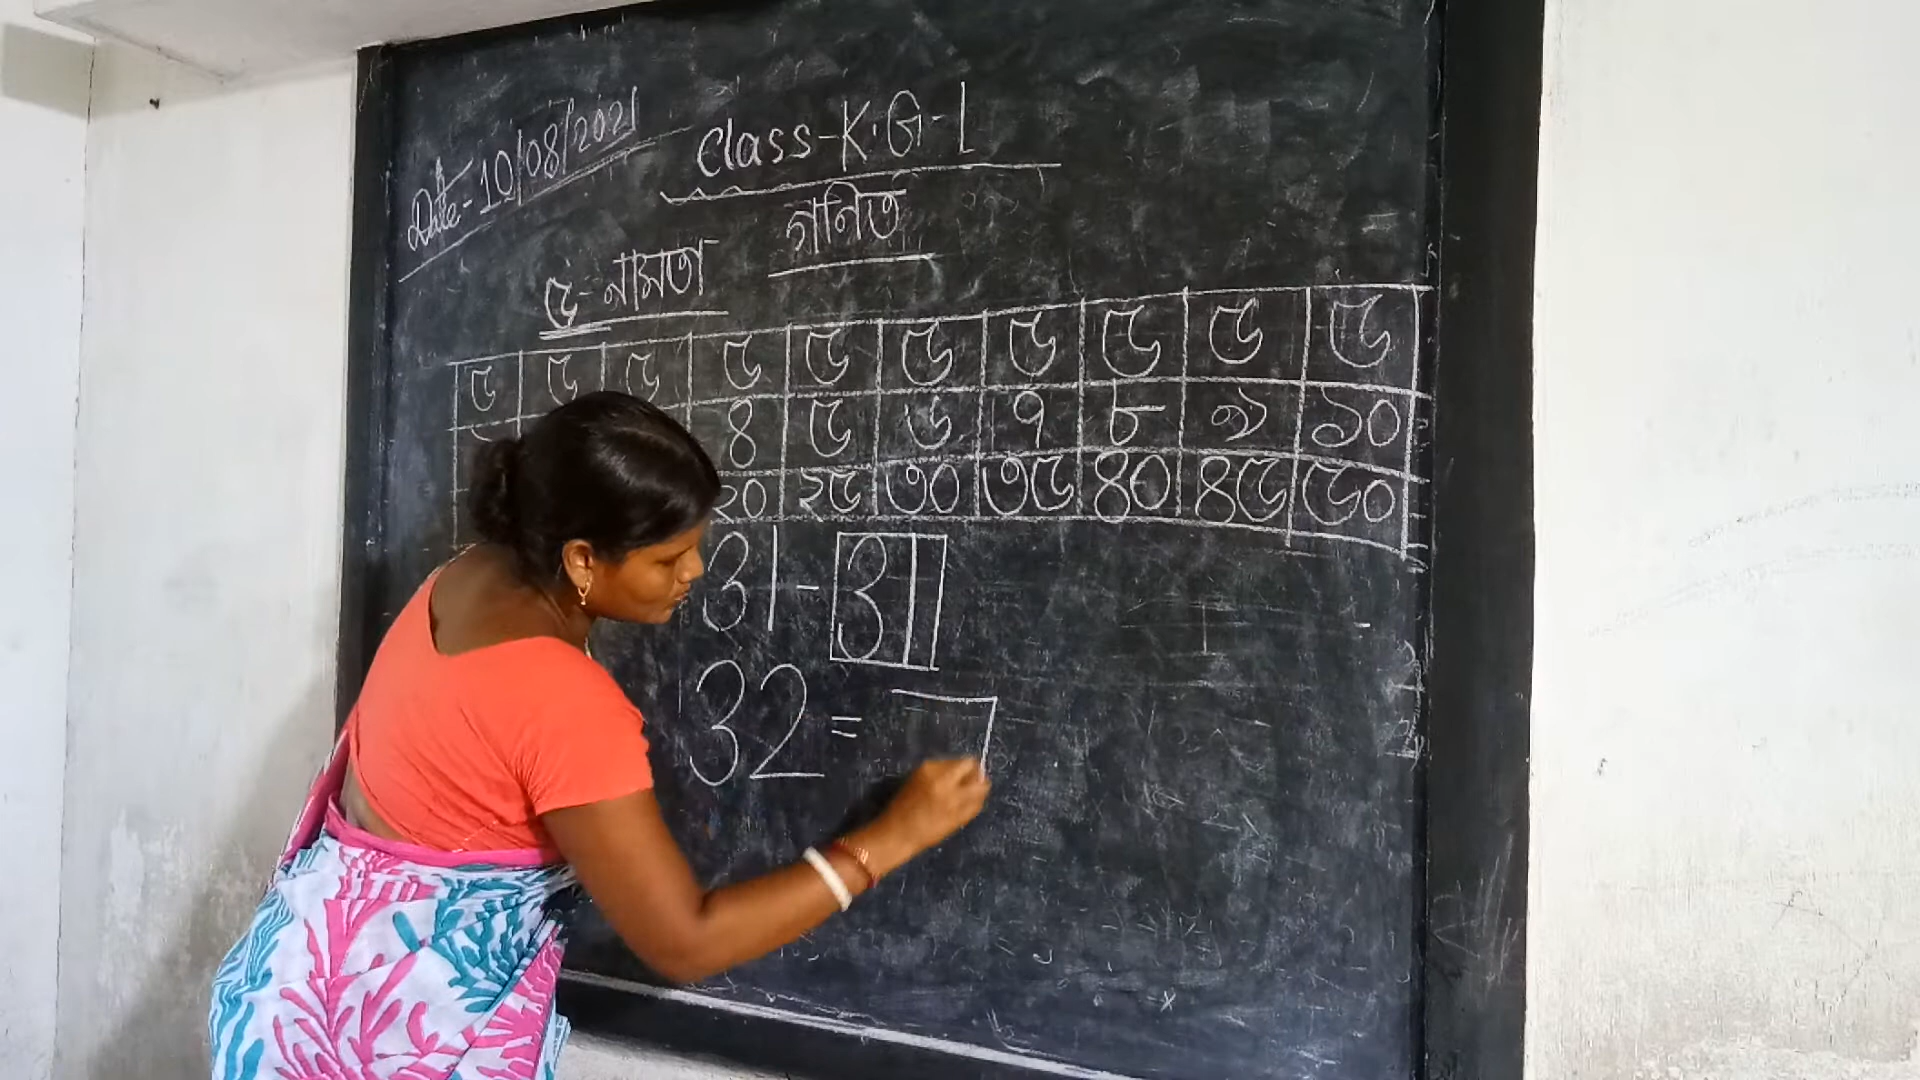 Date-10/08/2021
Class-K.G-1
গনিত
৫-নামতা
৫ ৫ ৫ ৫ ৫ ৫ ৫ ৫ ৫ ৫
৪ ৫ ৬ ৭ ৮ ৯ ১০
২০ ২৫ ৩০ ৩৫ ৪০ ৪৫ ৫০
31-31
32=